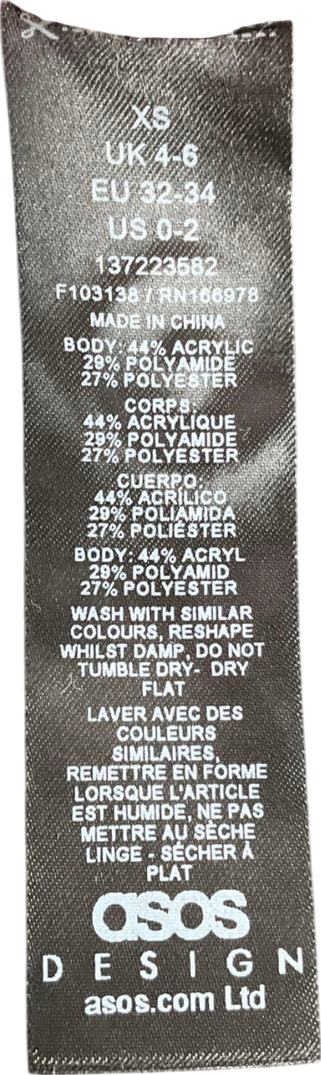 XS
UK 4-6
EU 32-34
US 0-2
137223582
F103138 / RN166978
MADE IN CHINA
BODY: 44% ACRYLIC
29% POLYAMIDE
27% POLYESTER
CORPS:
44% ACRYLIQUE
29% POLYAMIDE
27% POLYESTER
CUERPO:
44% ACRÍLICO
29% POLIAMIDA
27% POLIÉSTER
BODY: 44% ACRYL
29% POLYAMID
27% POLYESTER
WASH WITH SIMILAR
COLOURS, RESHAPE
WHILST DAMP, DO NOT
TUMBLE DRY- DRY
FLAT
LAVER AVEC DES
COULEURS
SIMILAIRES,
REMETTRE EN FORME
LORSQUE L'ARTICLE
EST HUMIDE, NE PAS
METTRE AU SÈCHE
LINGE - SÉCHER À
PLAT
asos
DESIGN
asos.com Ltd